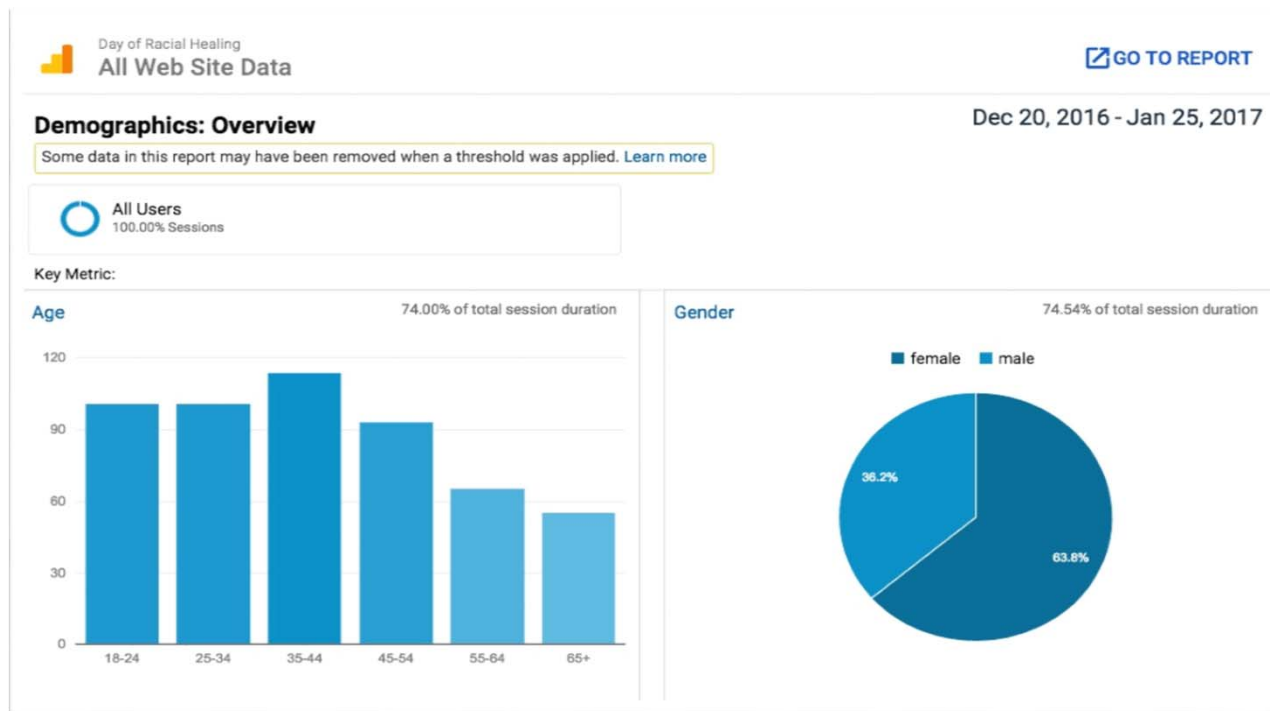 Day of Racial Healing
All Web Site Data
GO TO REPORT
Demographics: Overview
Dec 20, 2016 - Jan 25, 2017
Some data in this report may have been removed when a threshold was applied. Learn more
All Users
100.00% Sessions
Key Metric:
Age
74.00% of total session duration
120
90
60
30
0
18-24 25-34 35-44 45-54 55-64 65+
Gender
74.54% of total session duration
female male
36.2%
63.8%